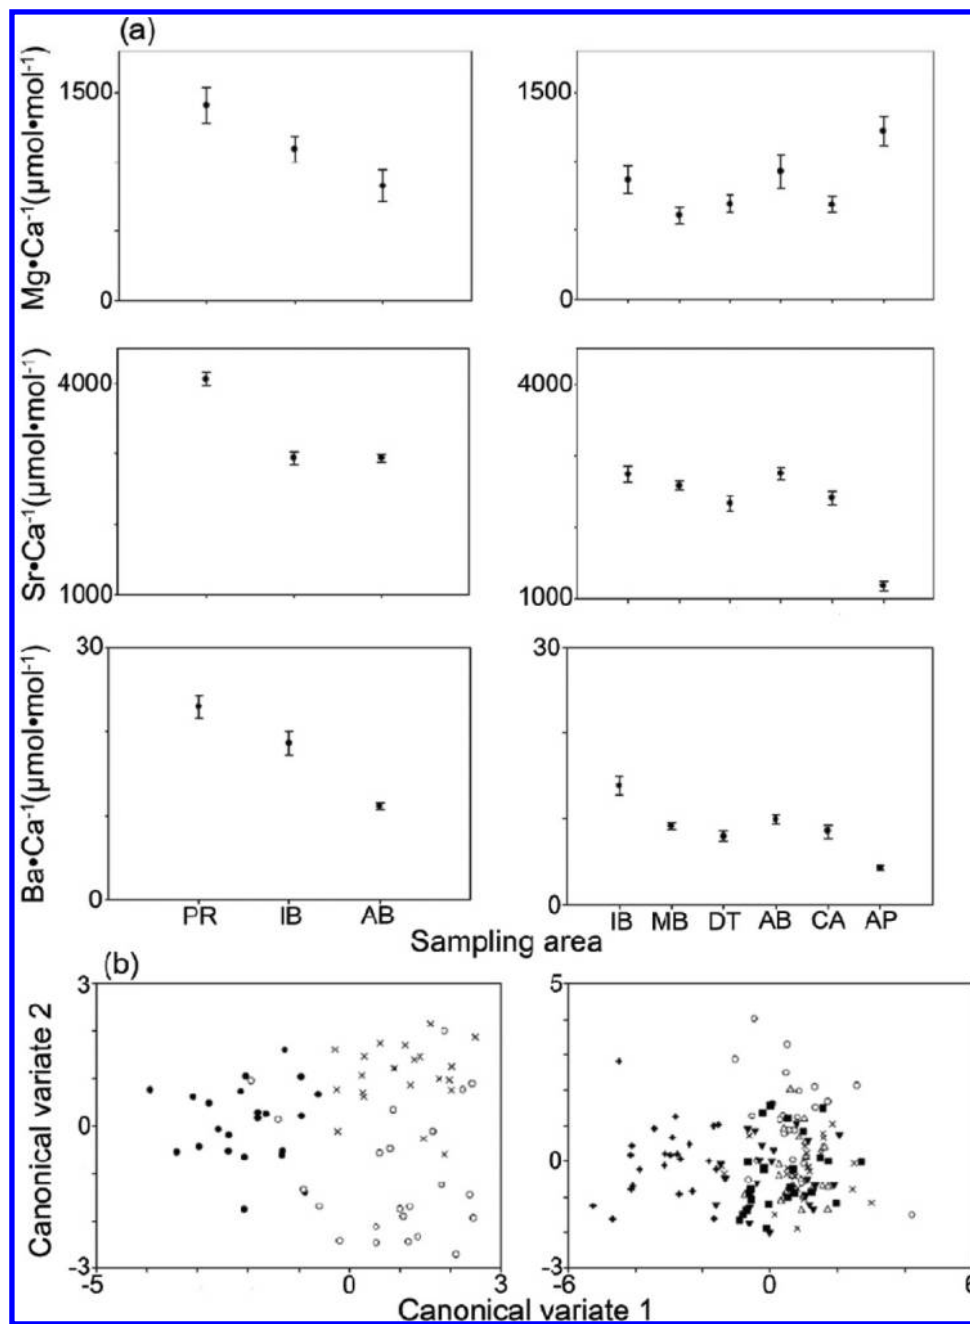 (a)
Mg•Ca⁻¹(µmol•mol⁻¹)
1500
0
1500
0
Sr•Ca⁻¹(µmol•mol⁻¹)
4000
1000
4000
1000
Ba•Ca⁻¹(µmol•mol⁻¹)
30
0
PR IB AB
30
0
IB MB DT AB CA AP
Sampling area
(b)
Canonical variate 2
3
0
-3
-5 0 3
5
0
-3
-6 0 6
Canonical variate 1